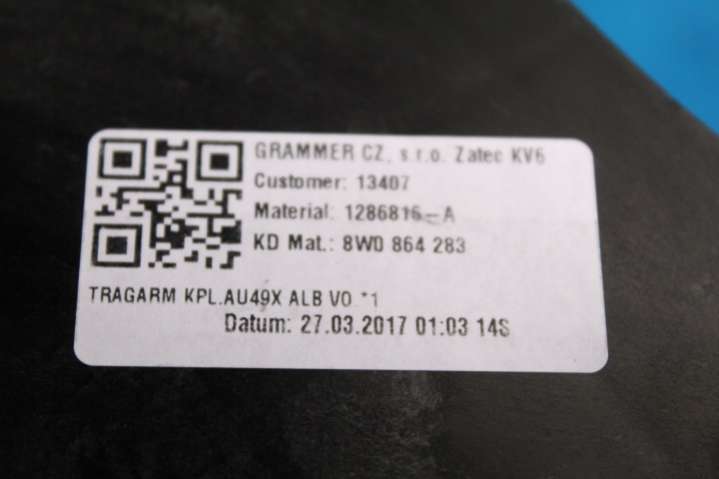 GRAMMER CZ, s.r.o. Zatec KV6
Customer: 13407
Material: 1286816-A
KD Mat.: 8W0 864 283
TRAGARM KPL.AU49X ALB V0 *1
Datum: 27.03.2017 01:03 14S